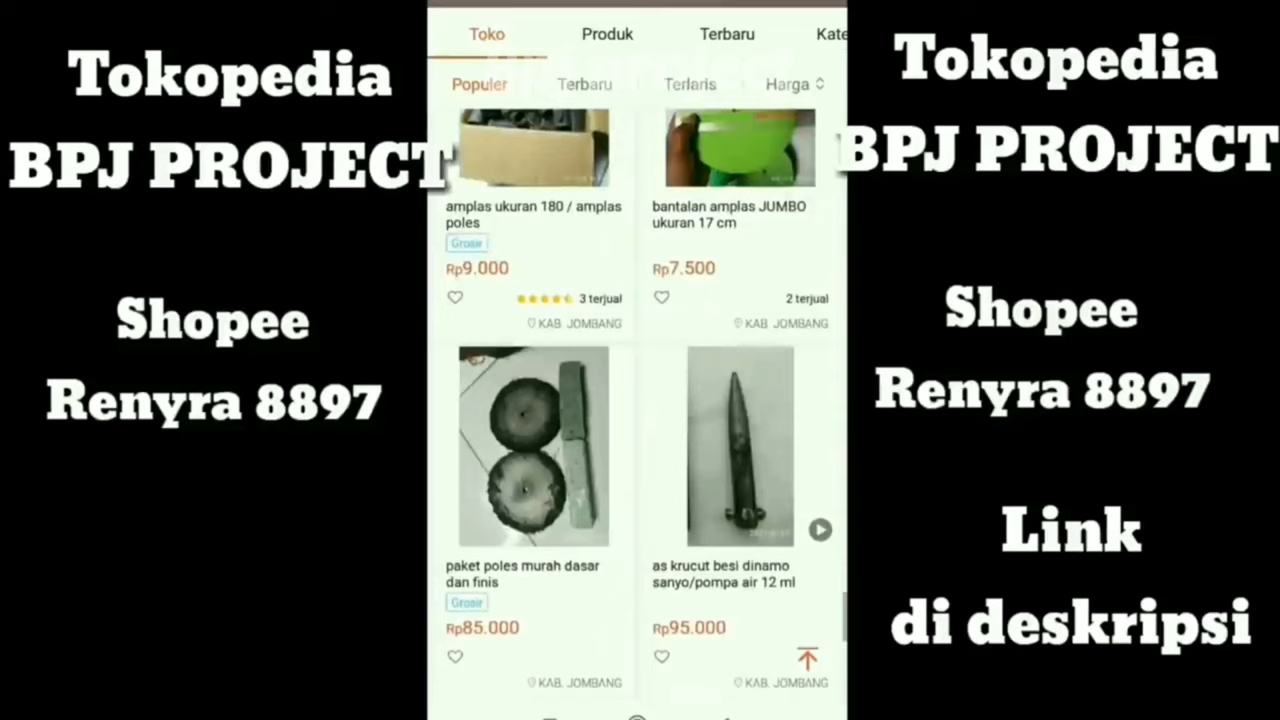 Tokopedia
BPJ PROJECT
Shopee
Renyra 8897
Toko Produk Terbaru Kate
Populer Terbaru Terlaris Harga
amplas ukuran 180 / amplas
poles
Grosir
Rp9.000
3 terjual
KAB. JOMBANG
bantalan amplas JUMBO
ukuran 17 cm
Rp7.500
2 terjual
KAB. JOMBANG
paket poles murah dasar
dan finis
Grosir
Rp85.000
KAB. JOMBANG
as krucut besi dinamo
sanyo/pompa air 12 ml
Rp95.000
KAB. JOMBANG
Tokopedia
BPJ PROJECT
Shopee
Renyra 8897
Link
di deskripsi